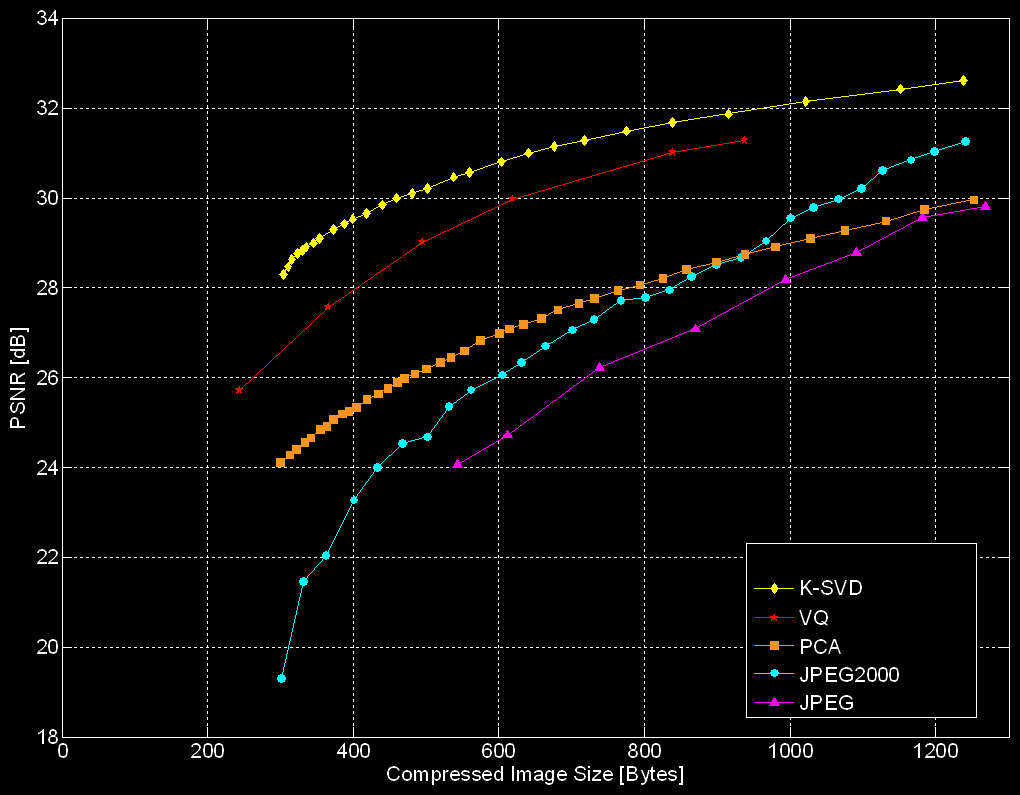 34
32
30
28
26
24
22
20
18
PSNR [dB]
K-SVD
VQ
PCA
JPEG2000
JPEG
0 200 400 600 800 1000 1200
Compressed Image Size [Bytes]